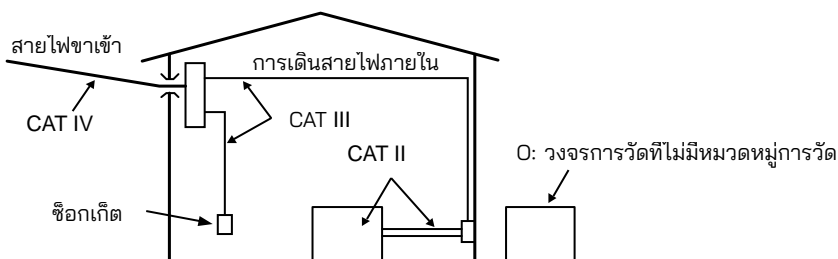 สายไฟขาเข้า
การเดินสายไฟภายใน
CAT IV
CAT III
CAT II
O: วงจรการวัดที่ไม่มีหมวดหมู่การวัด
ซ็อกเก็ต